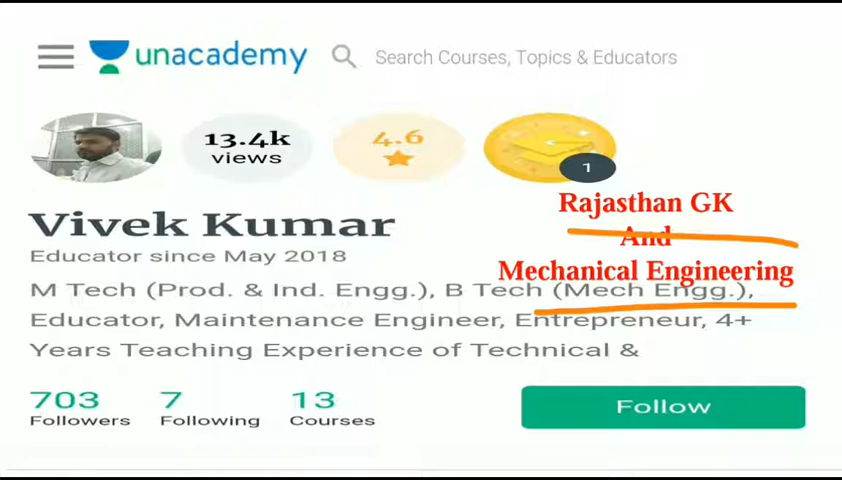 unacademy
Search Courses, Topics & Educators
13.4k
views
4.6
1
Rajasthan GK
And
Mechanical Engineering
Vivek Kumar
Educator since May 2018
M Tech (Prod. & Ind. Engg.), B Tech (Mech Engg.),
Educator, Maintenance Engineer, Entrepreneur, 4+
Years Teaching Experience of Technical &
703
Followers
7
Following
13
Courses
Follow